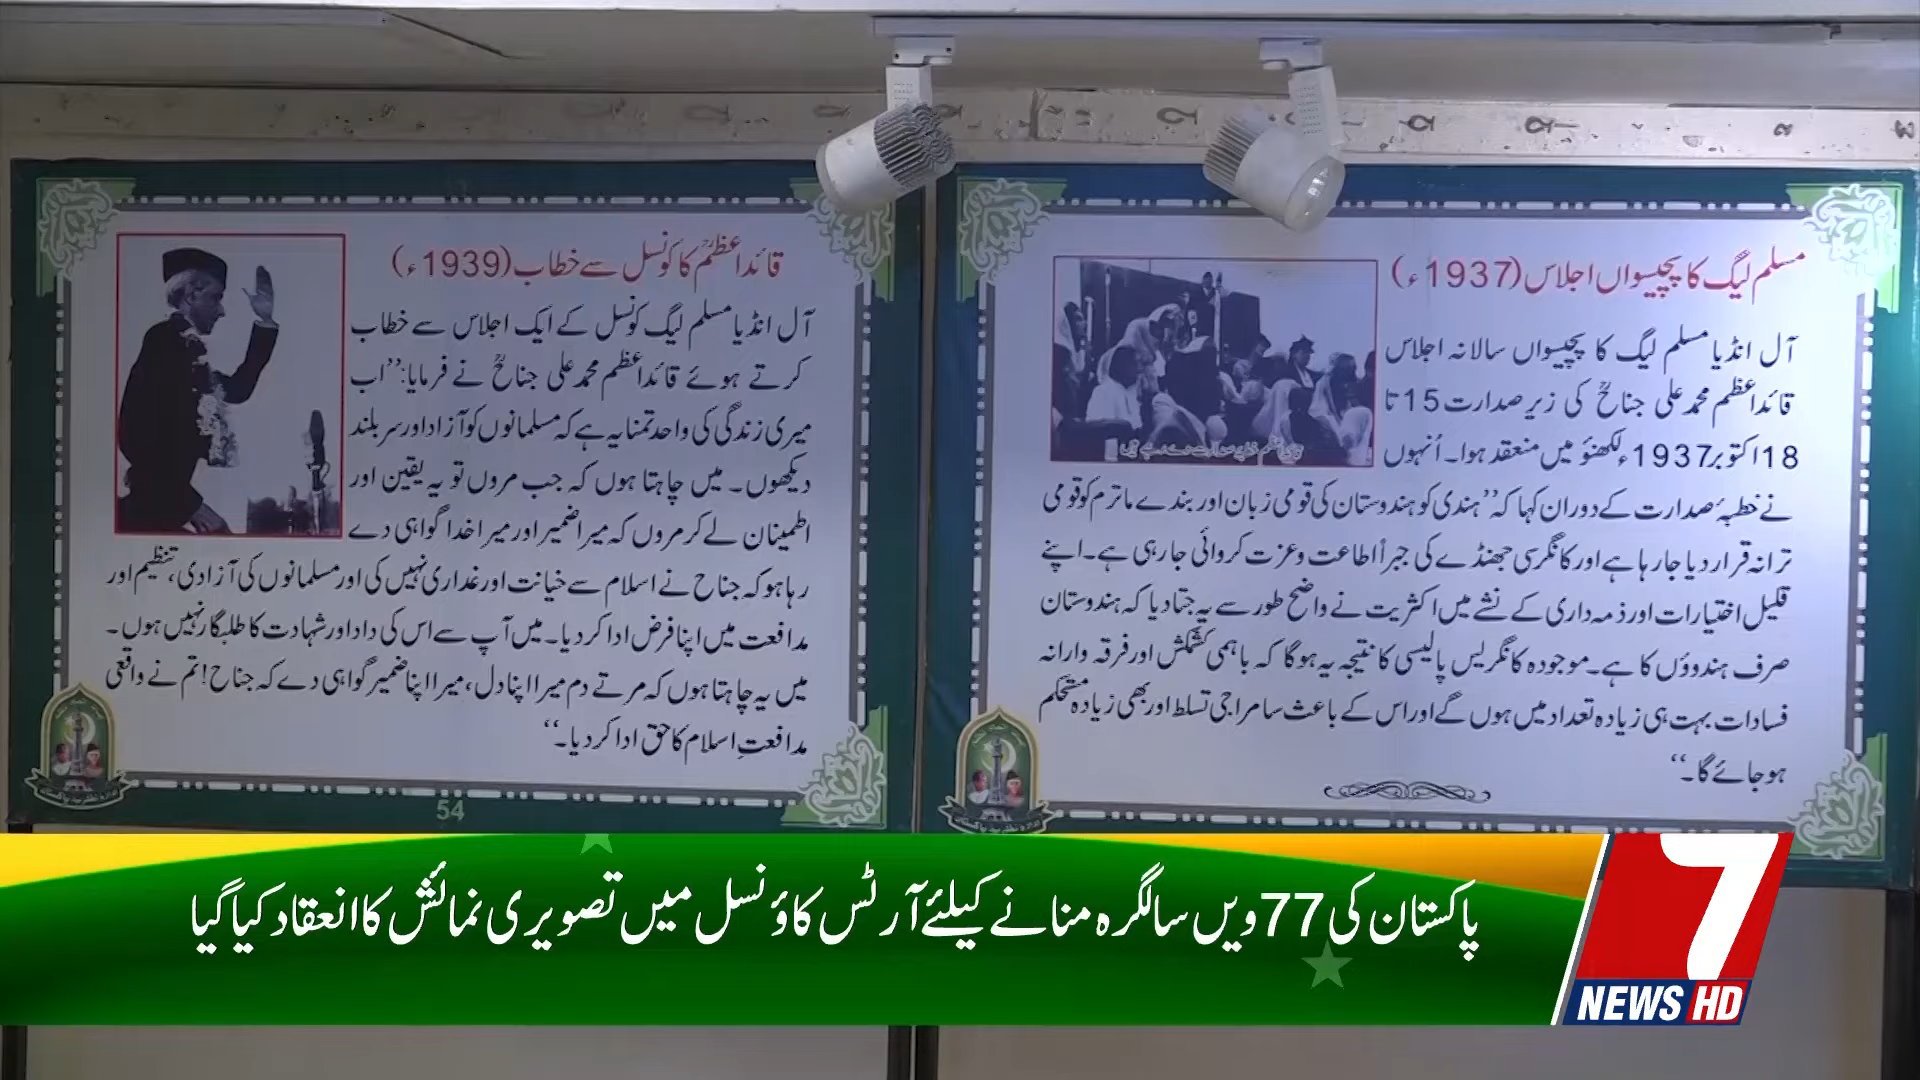 مسلم لیگ کا پچیسواں اجلاس (1937ء)
آل انڈیا مسلم لیگ کا پچیسواں سالانہ اجلاس
قائداعظم محمد علی جناحؒ کی زیرِ صدارت 15 تا
18 اکتوبر 1937ء لکھنؤ میں منعقد ہوا۔ اُنہوں
نے خطبۂ صدارت کے دوران کہا کہ ’’ہندی کو ہندوستان کی قومی زبان اور بندے ماترم کو قومی
ترانہ قرار دیا جا رہا ہے اور کانگرسی جھنڈے کی جبراً اطاعت و عزت کروائی جا رہی ہے۔ اپنے
قلیل اختیارات اور ذمہ داری کے نشے میں اکثریت نے واضح طور سے یہ جتا دیا کہ ہندوستان
صرف ہندوؤں کا ہے۔ موجودہ کانگریس پالیسی کا نتیجہ یہ ہوگا کہ باہمی کشمکش اور فرقہ وارانہ
فسادات بہت ہی زیادہ تعداد میں ہوں گے اور اس کے باعث سامراجی تسلط اور بھی زیادہ مستحکم
ہو جائے گا۔‘‘
قائداعظمؒ کا کونسل سے خطاب (1939ء)
آل انڈیا مسلم لیگ کونسل کے ایک اجلاس سے خطاب
کرتے ہوئے قائداعظم محمد علی جناحؒ نے فرمایا: ’’اب
میری زندگی کی واحد تمنا یہ ہے کہ مسلمانوں کو آزاد اور سربلند
دیکھوں۔ میں چاہتا ہوں کہ جب مروں تو یہ یقین اور
اطمینان لے کر مروں کہ میرا ضمیر اور میرا خدا گواہی دے
رہا ہو کہ جناح نے اسلام سے خیانت اور غداری نہیں کی اور مسلمانوں کی آزادی، تنظیم اور
مدافعت میں اپنا فرض ادا کر دیا۔ میں آپ سے اس کی داد اور شہادت کا طلبگار نہیں ہوں۔
میں یہ چاہتا ہوں کہ مرتے دم میرا اپنا دل، میرا اپنا ضمیر گواہی دے کہ جناح! تم نے واقعی
مدافعتِ اسلام کا حق ادا کر دیا۔‘‘
54
پاکستان کی 77 ویں سالگرہ منانے کیلئے آرٹس کاؤنسل میں تصویری نمائش کا انعقاد کیا گیا
7
NEWS HD